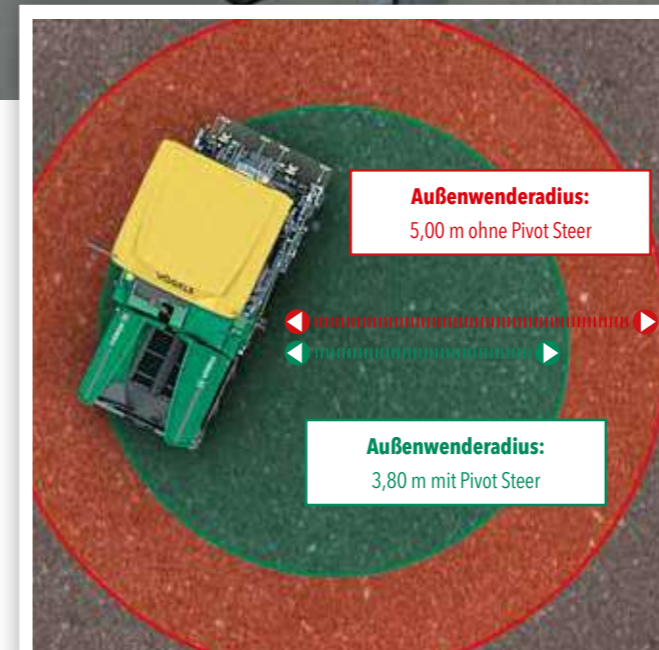 VÖGELE
Außenwenderadius:
5,00 m ohne Pivot Steer
Außenwenderadius:
3,80 m mit Pivot Steer